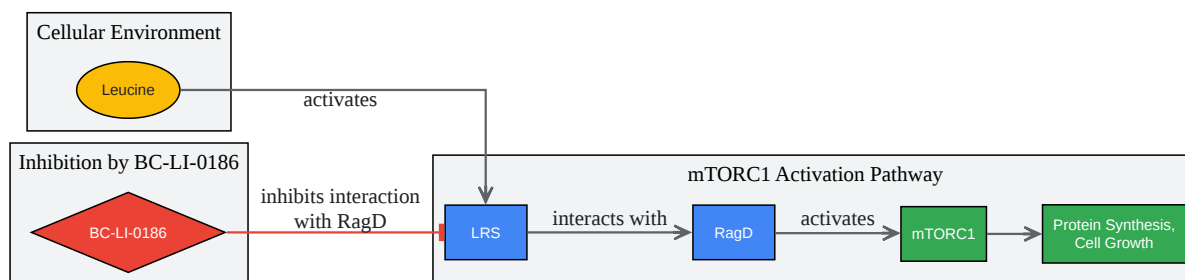 Cellular Environment
Leucine
activates
Inhibition by BC-LI-0186
BC-LI-0186
inhibits interaction
with RagD
mTORC1 Activation Pathway
LRS
interacts with
RagD
activates
mTORC1
Protein Synthesis,
Cell Growth